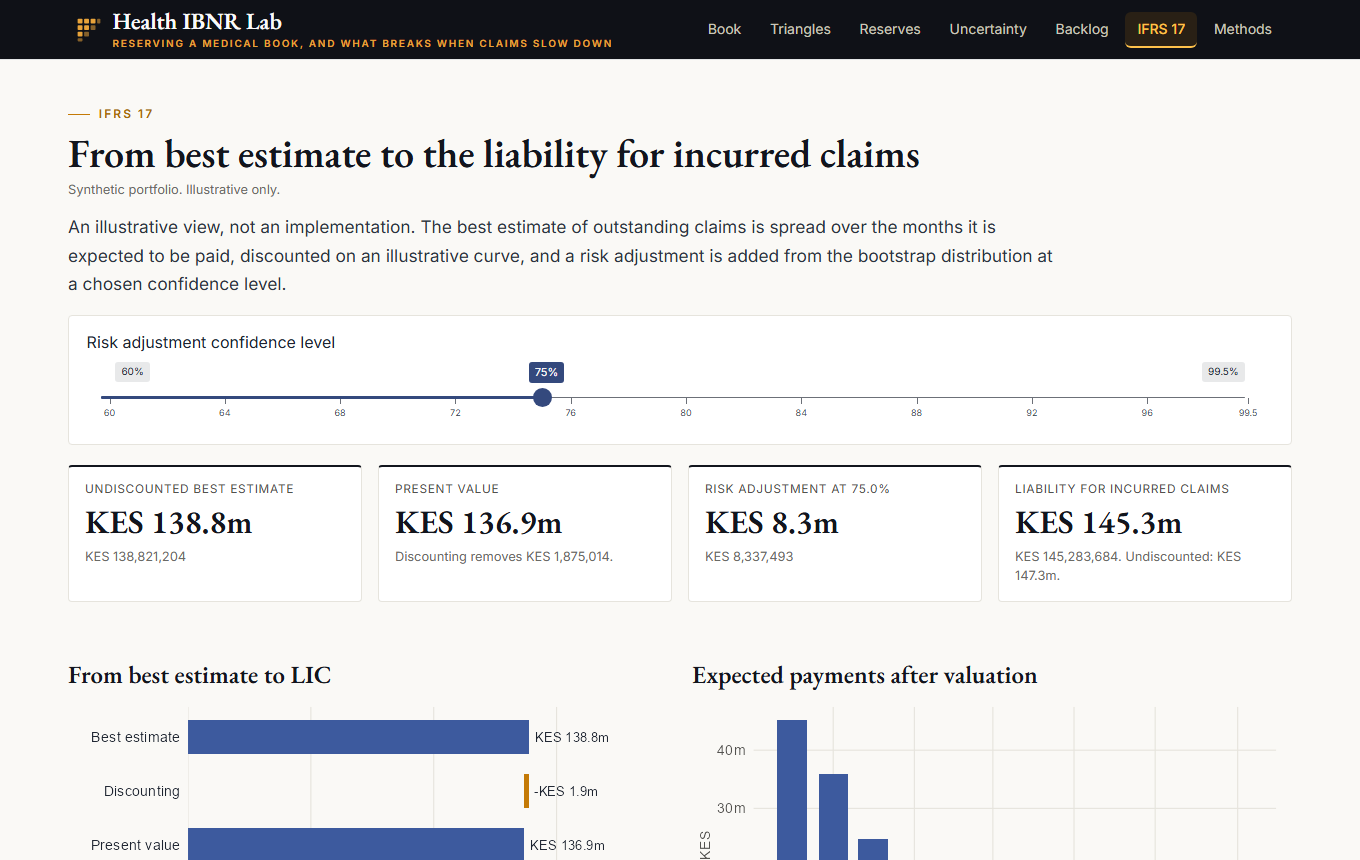 Health IBNR Lab
RESERVING A MEDICAL BOOK, AND WHAT BREAKS WHEN CLAIMS SLOW DOWN
Book
Triangles
Reserves
Uncertainty
Backlog
IFRS 17
Methods
IFRS 17
From best estimate to the liability for incurred claims
Synthetic portfolio. Illustrative only.
An illustrative view, not an implementation. The best estimate of outstanding claims is spread over the months it is
expected to be paid, discounted on an illustrative curve, and a risk adjustment is added from the bootstrap distribution at
a chosen confidence level.
Risk adjustment confidence level
60%
75%
99.5%
60
64
68
72
76
80
84
88
92
96
99.5
UNDISCOUNTED BEST ESTIMATE
KES 138.8m
KES 138,821,204
PRESENT VALUE
KES 136.9m
Discounting removes KES 1,875,014.
RISK ADJUSTMENT AT 75.0%
KES 8.3m
KES 8,337,493
LIABILITY FOR INCURRED CLAIMS
KES 145.3m
KES 145,283,684. Undiscounted: KES
147.3m.
From best estimate to LIC
Best estimate
KES 138.8m
Discounting
-KES 1.9m
Present value
KES 136.9m
Expected payments after valuation
40m
30m
KES